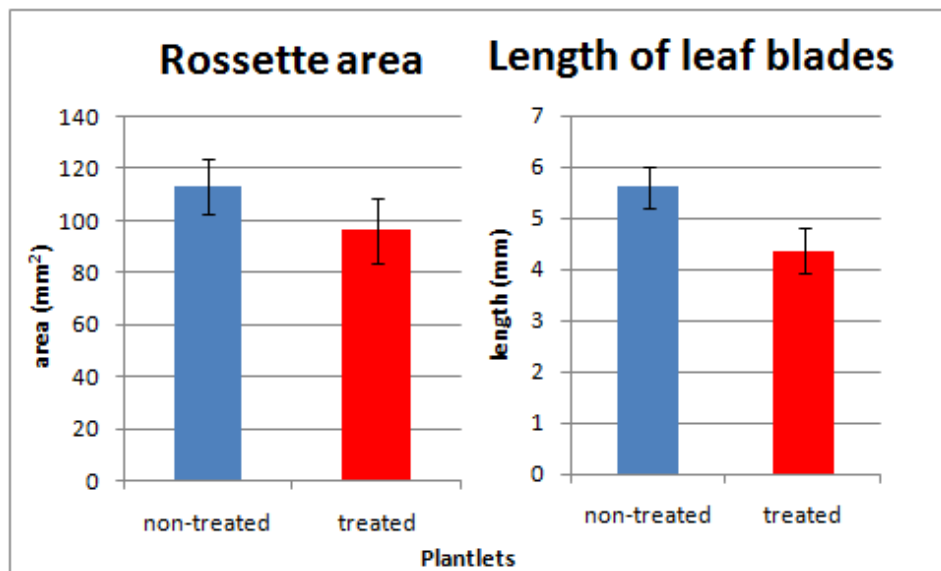 Rossette area
140
120
100
80
60
40
20
0
area (mm²)
non-treated treated
Length of leaf blades
7
6
5
4
3
2
1
0
length (mm)
non-treated treated
Plantlets